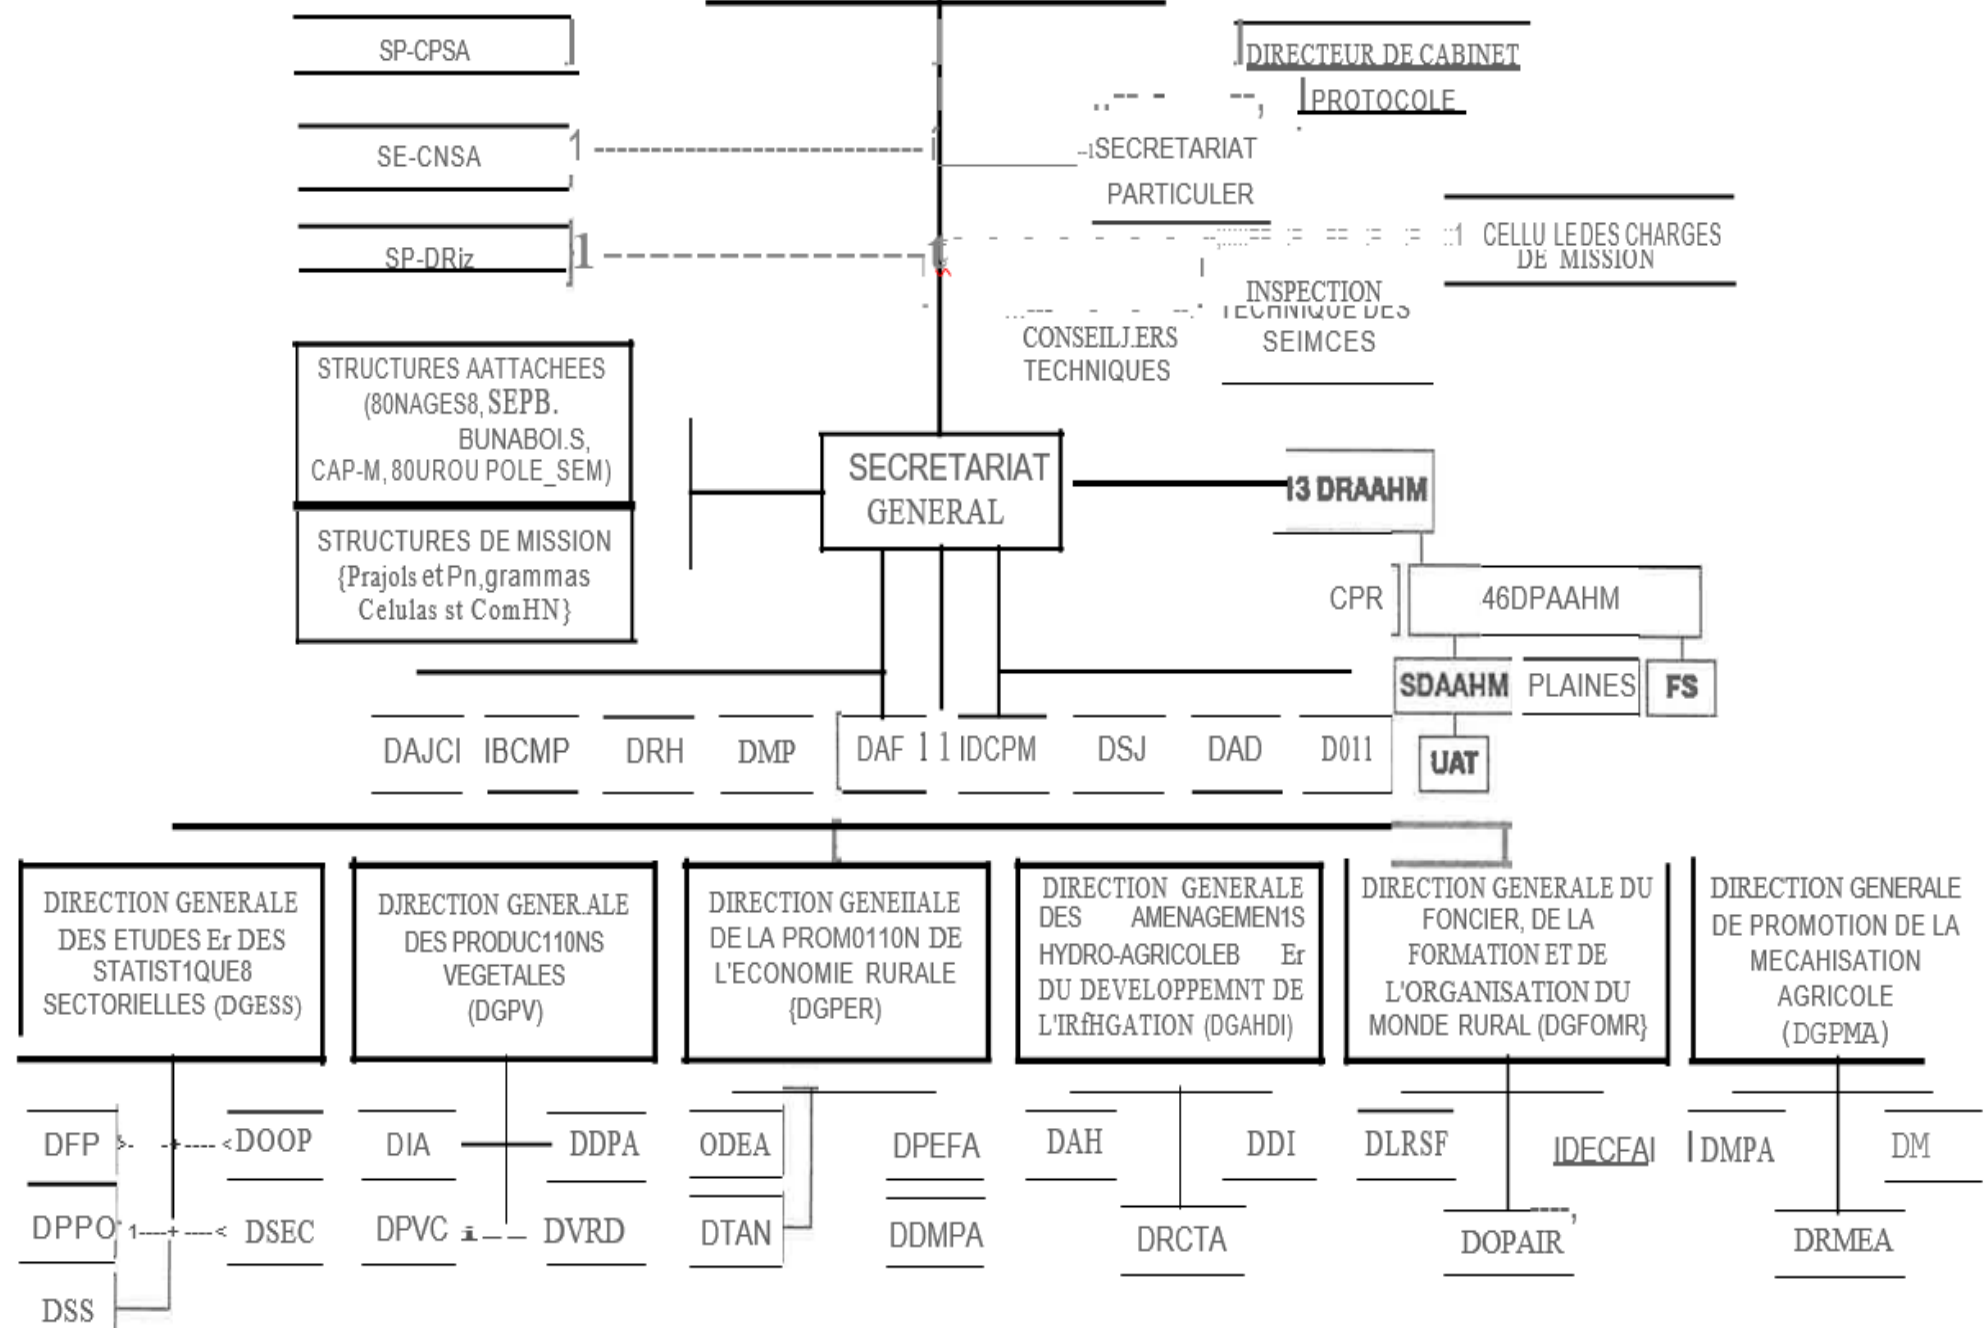 SP-CPSA
DIRECTEUR DE CABINET
PROTOCOLE
SE-CNSA
SECRETARIAT
PARTICULER
SP-DRiz
CELLU LE DES CHARGES
DE MISSION
INSPECTION
TECHNIQUE DES
SEIMCES
CONSEILJ.ERS
TECHNIQUES
STRUCTURES AATTACHEES
(80NAGES8, SEPB.
BUNABOI.S,
CAP-M, 80UROU POLE_SEM)
STRUCTURES DE MISSION
{Prajols et Pn,grammas
Celulas st ComHN}
SECRETARIAT
GENERAL
13 DRAAHM
CPR
46DPAAHM
SDAAHM
PLAINES
FS
UAT
DAJCI
IBCMP
DRH
DMP
DAF 1 1 IDCPM
DSJ
DAD
D011
DIRECTION GENERALE
DES ETUDES Er DES
STATIST1QUE8
SECTORIELLES (DGESS)
DJRECTION GENER.ALE
DES PRODUC110NS
VEGETALES
(DGPV)
DIRECTION GENEIIALE
DE LA PROM0110N DE
L'ECONOMIE RURALE
{DGPER)
DIRECTION GENERALE
DES AMENAGEMEN1S
HYDRO-AGRICOLEB Er
DU DEVELOPPEMNT DE
L'IRfHGATION (DGAHDI)
DIRECTION GENERALE DU
FONCIER, DE LA
FORMATION ET DE
L'ORGANISATION DU
MONDE RURAL (DGFOMR}
DIRECTION GENERALE
DE PROMOTION DE LA
MECAHISATION
AGRICOLE
(DGPMA)
DFP
DOOP
DIA
DDPA
ODEA
DPEFA
DAH
DDI
DLRSF
IDECFAI
DMPA
DM
DPPO
DSEC
DPVC
DVRD
DTAN
DDMPA
DRCTA
DOPAIR
DRMEA
DSS